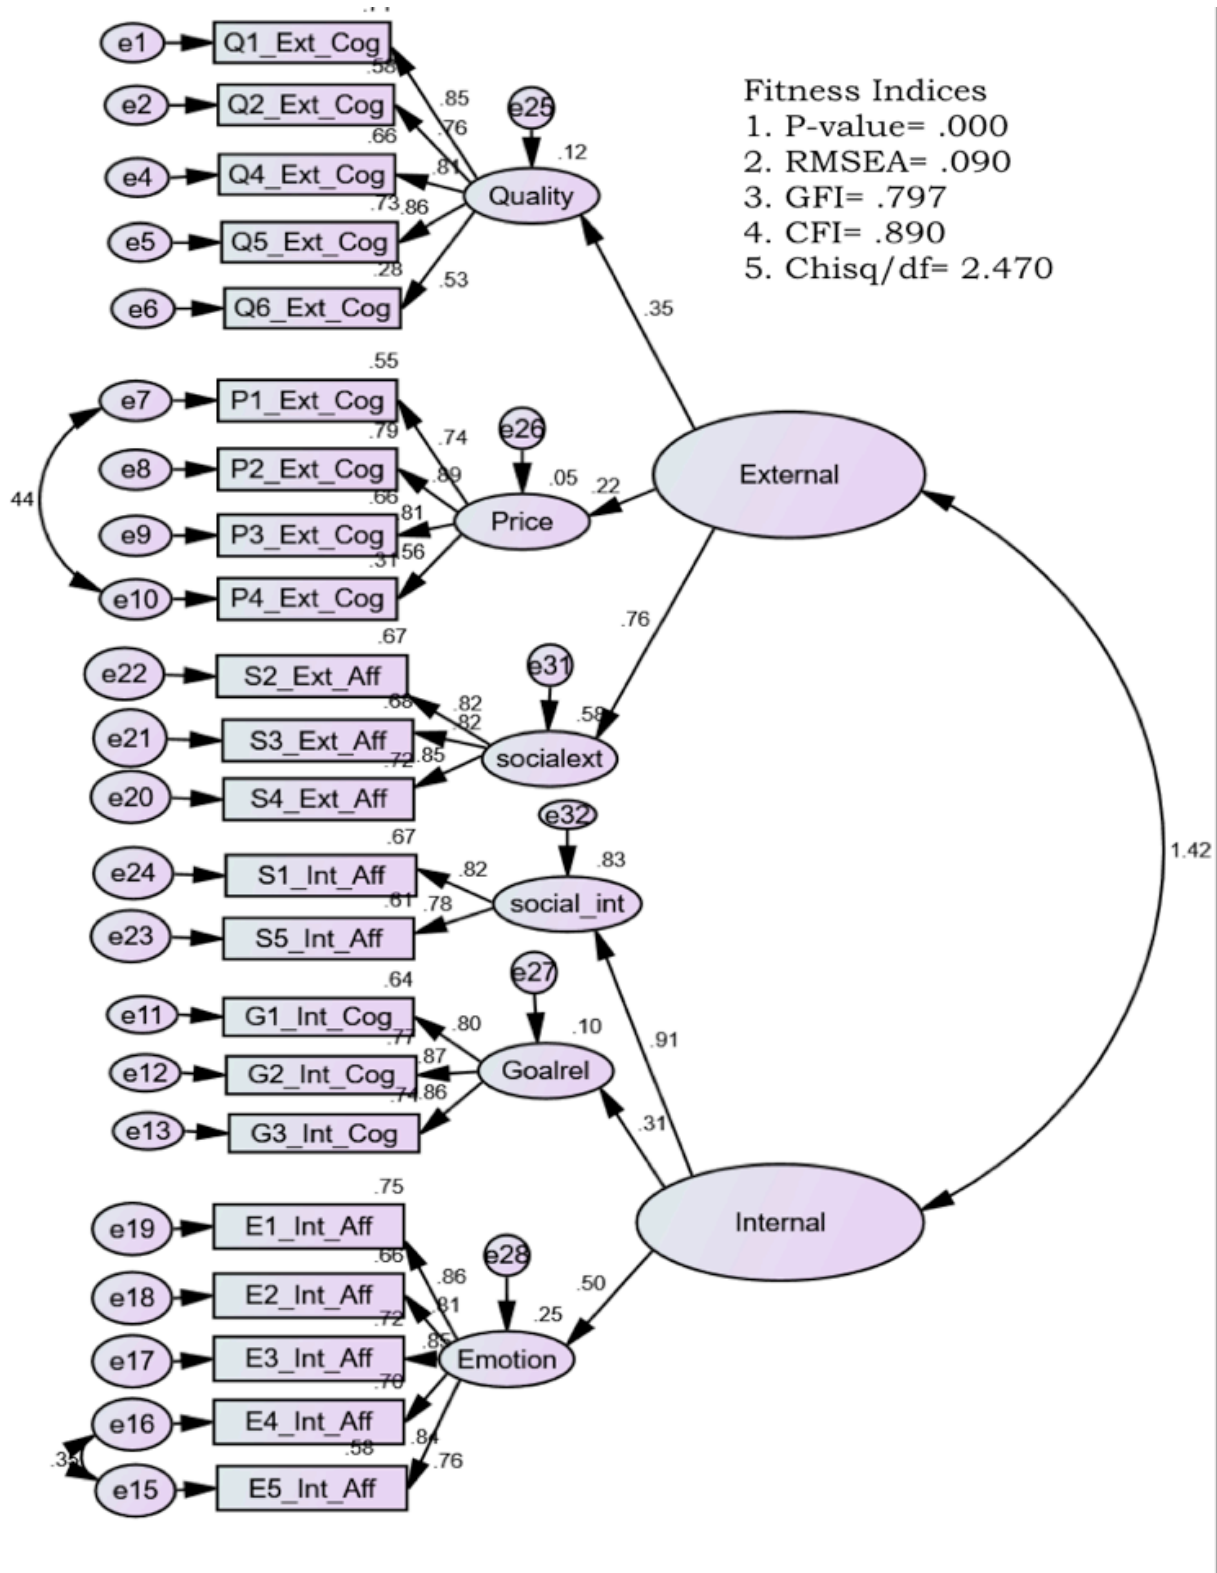 e1
Q1_Ext_Cog
.58
e2
Q2_Ext_Cog
.66
e4
Q4_Ext_Cog
.73
e5
Q5_Ext_Cog
.28
e6
Q6_Ext_Cog
.85
.76
.81
.86
.53
e25
.12
Quality
Fitness Indices
1. P-value= .000
2. RMSEA= .090
3. GFI= .797
4. CFI= .890
5. Chisq/df= 2.470
.35
.55
e7
P1_Ext_Cog
.79
e8
P2_Ext_Cog
.66
e9
P3_Ext_Cog
.31
e10
P4_Ext_Cog
44
.74
.89
.81
.56
e26
.05
Price
.22
External
.76
.67
e22
S2_Ext_Aff
.68
e21
S3_Ext_Aff
.72
e20
S4_Ext_Aff
.82
.82
.85
e31
.58
socialext
e32
.83
.67
e24
S1_Int_Aff
.61
e23
S5_Int_Aff
.82
.78
social_int
1.42
.64
e11
G1_Int_Cog
.77
e12
G2_Int_Cog
.74
e13
G3_Int_Cog
.80
.87
.86
e27
.10
Goalrel
.91
.31
Internal
.50
.75
e19
E1_Int_Aff
.66
e18
E2_Int_Aff
.72
e17
E3_Int_Aff
.70
e16
E4_Int_Aff
.58
e15
E5_Int_Aff
.86
.81
.85
.84
.76
e28
.25
Emotion